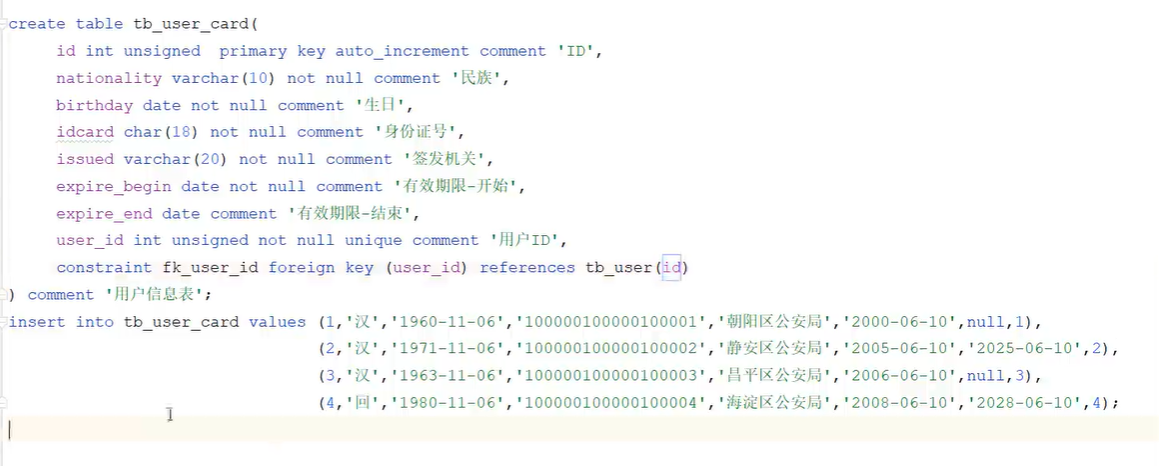 create table tb_user_card(
id int unsigned  primary key auto_increment comment 'ID',
nationality varchar(10) not null comment '民族',
birthday date not null comment '生日',
idcard char(18) not null comment '身份证号',
issued varchar(20) not null comment '签发机关',
expire_begin date not null comment '有效期限-开始',
expire_end date comment '有效期限-结束',
user_id int unsigned not null unique comment '用户ID',
constraint fk_user_id foreign key (user_id) references tb_user(id)
) comment '用户信息表';
insert into tb_user_card values (1,'汉','1960-11-06','100000100000100001','朝阳区公安局','2000-06-10',null,1),
(2,'汉','1971-11-06','100000100000100002','静安区公安局','2005-06-10','2025-06-10',2),
(3,'汉','1963-11-06','100000100000100003','昌平区公安局','2006-06-10',null,3),
(4,'回','1980-11-06','100000100000100004','海淀区公安局','2008-06-10','2028-06-10',4);